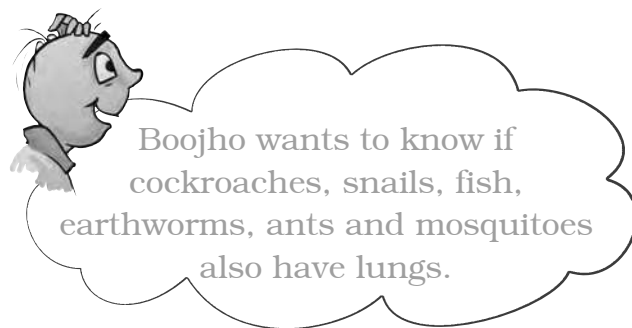 Boojho wants to know if
cockroaches, snails, fish,
earthworms, ants and mosquitoes
also have lungs.